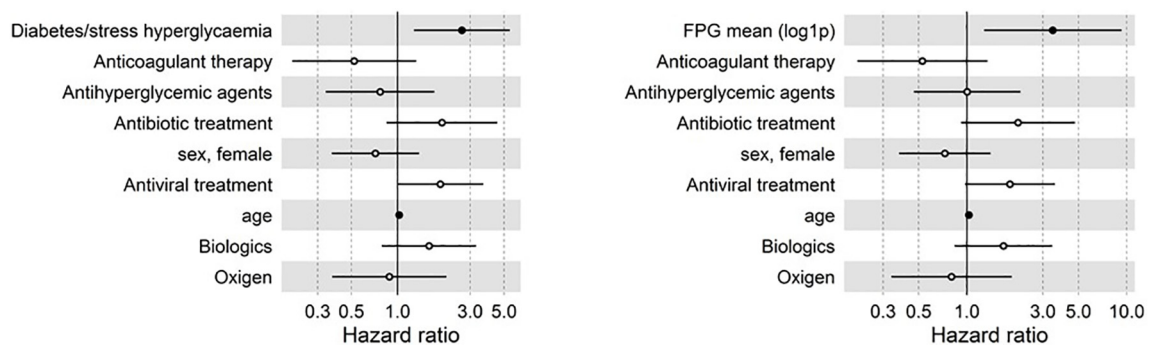 Diabetes/stress hyperglycaemia
Anticoagulant therapy
Antihyperglycemic agents
Antibiotic treatment
sex, female
Antiviral treatment
age
Biologics
Oxigen
0.3 0.5 1.0 3.0 5.0
Hazard ratio
FPG mean (log1p)
Anticoagulant therapy
Antihyperglycemic agents
Antibiotic treatment
sex, female
Antiviral treatment
age
Biologics
Oxigen
0.3 0.5 1.0 3.0 5.0 10.0
Hazard ratio